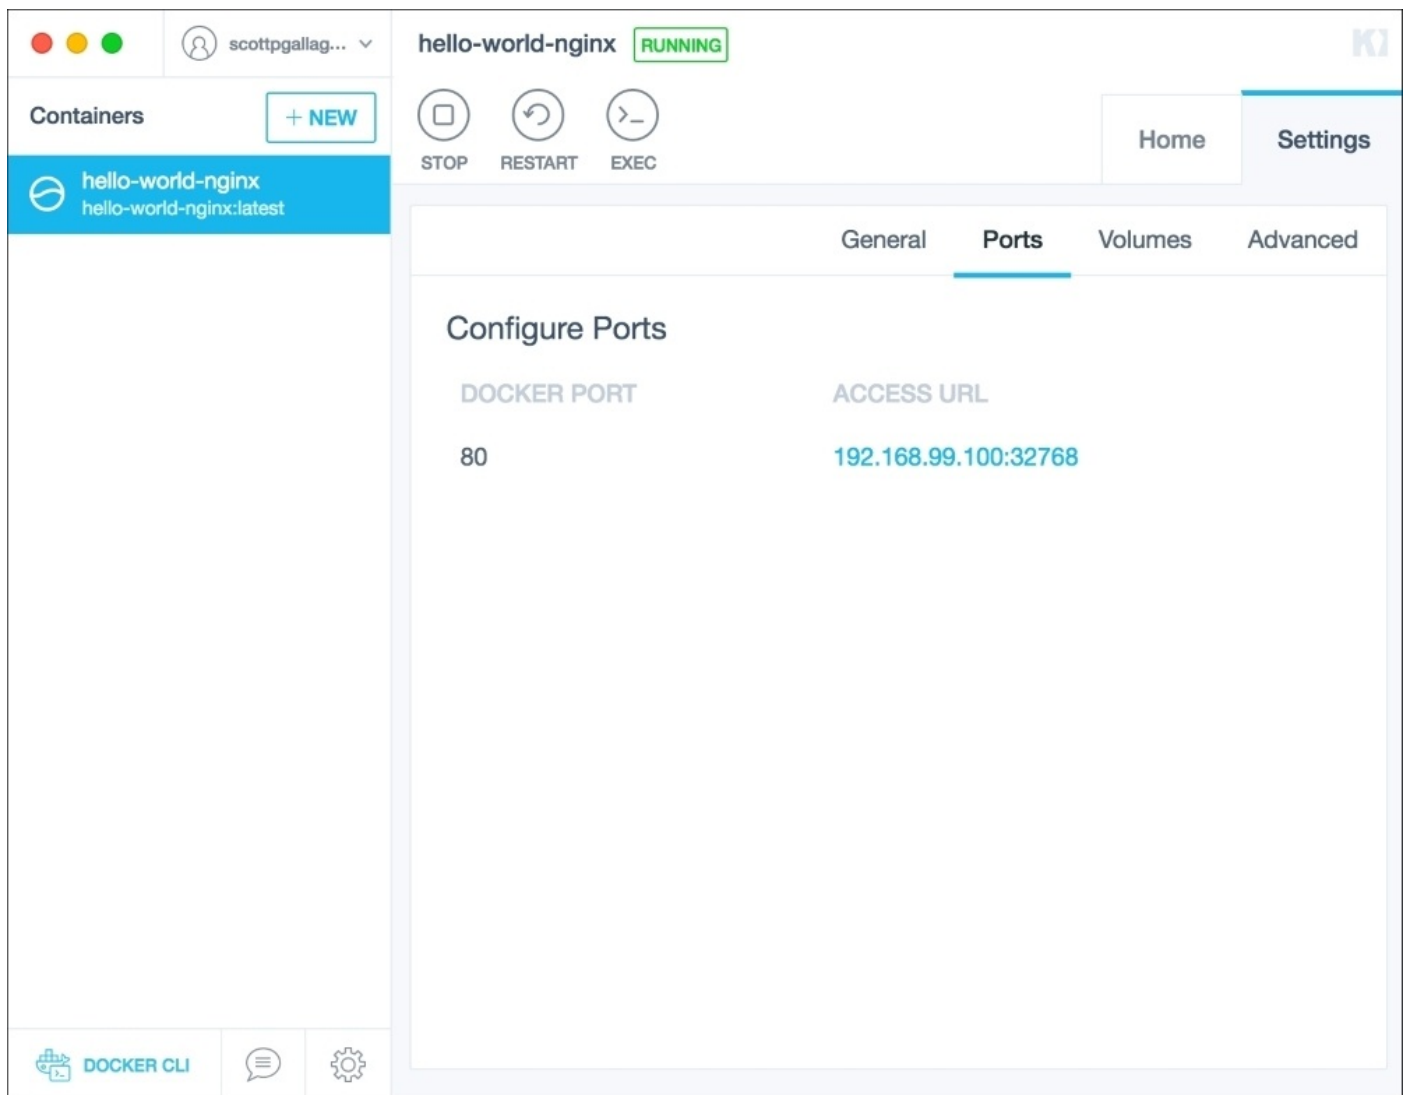 scottpgallag...
hello-world-nginx RUNNING
Containers
+ NEW
hello-world-nginx
hello-world-nginx:latest
STOP RESTART EXEC
Home Settings
General Ports Volumes Advanced
Configure Ports
DOCKER PORT ACCESS URL
80 192.168.99.100:32768
DOCKER CLI